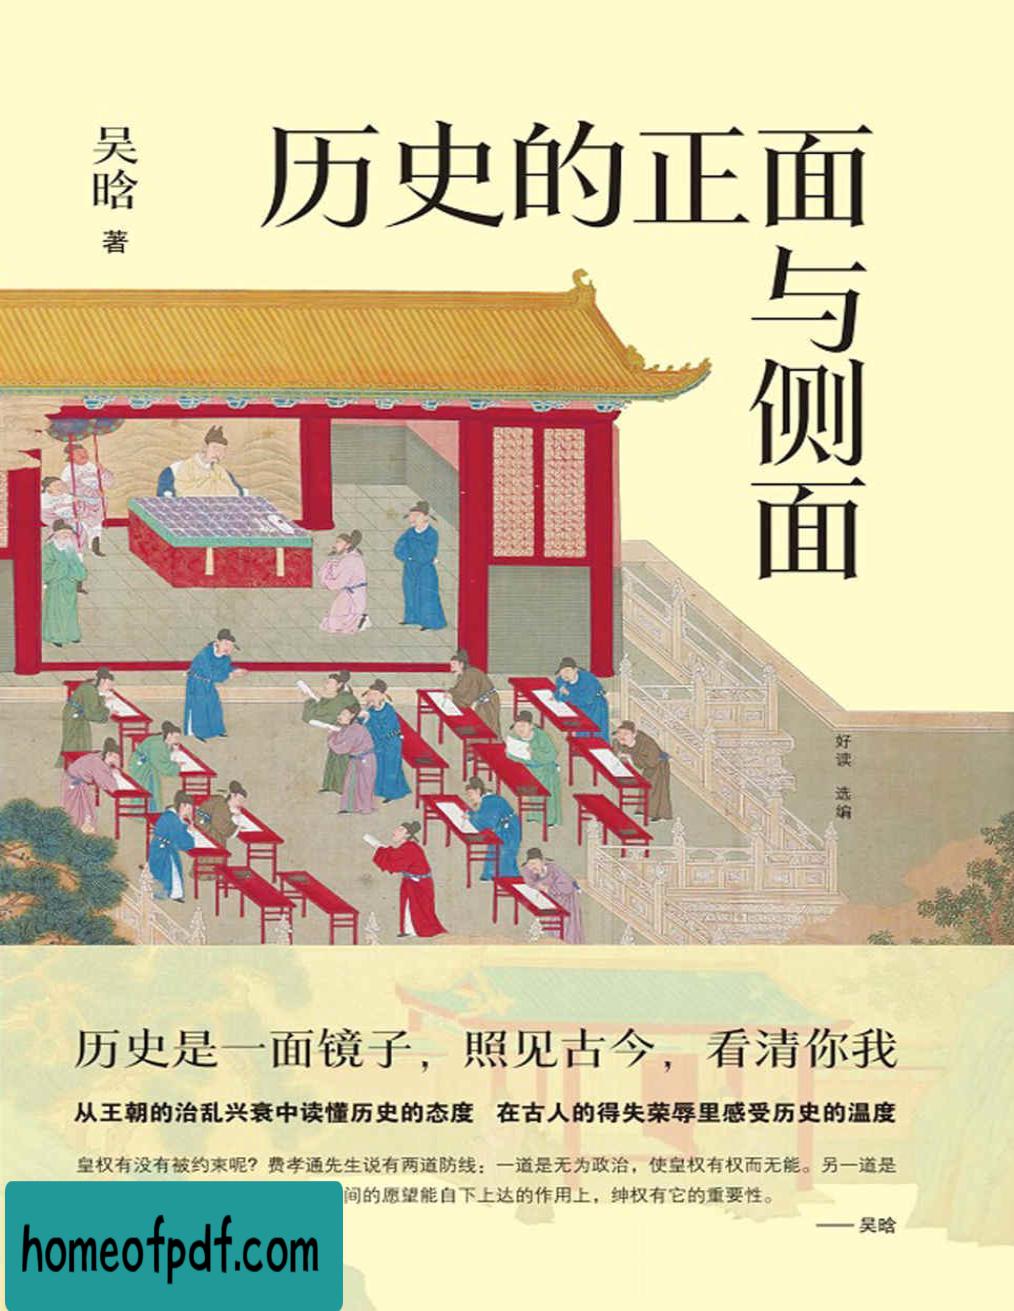 历史的正面
与侧面
吴晗
著
好读 选编
历史是一面镜子，照见古今，看清你我
从王朝的治乱兴衰中读懂历史的态度 在古人的得失荣辱里感受历史的温度
皇权有没有被约束呢？费孝通先生说有两道防线：一道是无为政治，使皇权有权而无能。另一道是
间的愿望能自下上达的作用上，绅权有它的重要性。
—— 吴晗
homeofpdf.com